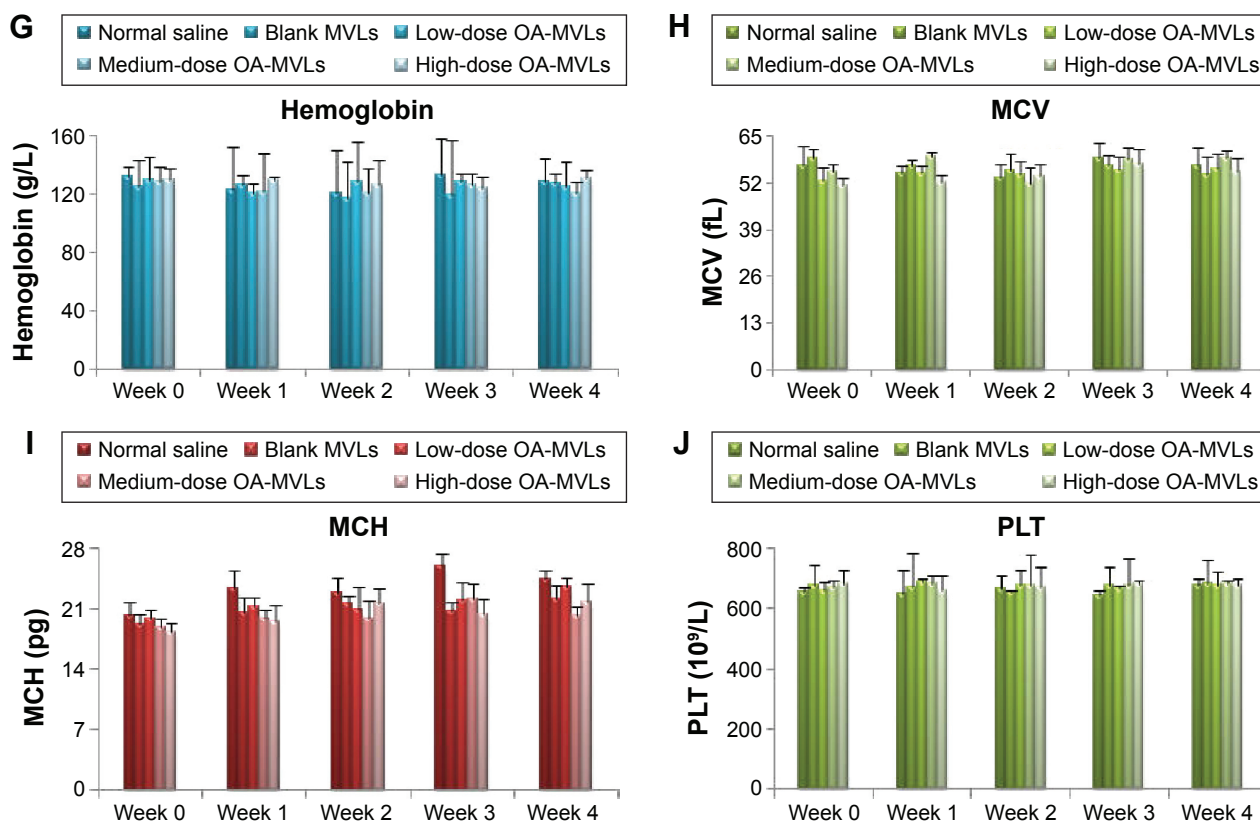 G
Normal saline Blank MVLs Low-dose OA-MVLs
Medium-dose OA-MVLs High-dose OA-MVLs
Hemoglobin
Hemoglobin (g/L)
160
120
80
40
0
Week 0 Week 1 Week 2 Week 3 Week 4
H
Normal saline Blank MVLs Low-dose OA-MVLs
Medium-dose OA-MVLs High-dose OA-MVLs
MCV
MCV (fL)
65
52
39
26
13
0
Week 0 Week 1 Week 2 Week 3 Week 4
I
Normal saline Blank MVLs Low-dose OA-MVLs
Medium-dose OA-MVLs High-dose OA-MVLs
MCH
MCH (pg)
28
21
14
7
0
Week 0 Week 1 Week 2 Week 3 Week 4
J
Normal saline Blank MVLs Low-dose OA-MVLs
Medium-dose OA-MVLs High-dose OA-MVLs
PLT
PLT (10⁹/L)
800
600
400
200
0
Week 0 Week 1 Week 2 Week 3 Week 4